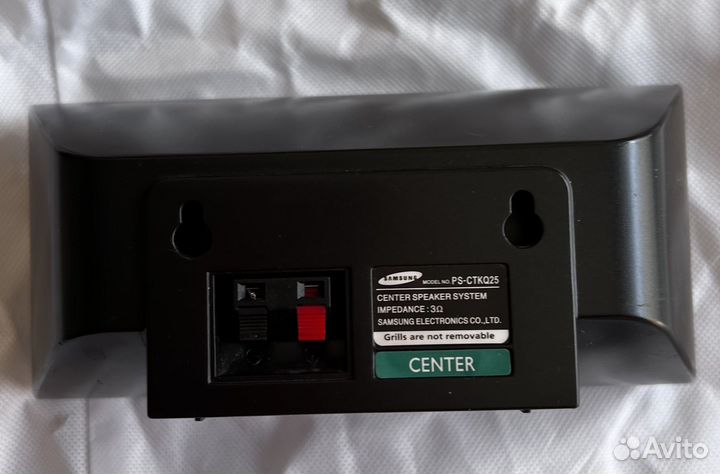 SAMSUNG MODEL NO. PS-CTKQ25
CENTER SPEAKER SYSTEM
IMPEDANCE : 3Ω
SAMSUNG ELECTRONICS CO.,LTD.
Grills are not removable
CENTER
Avito